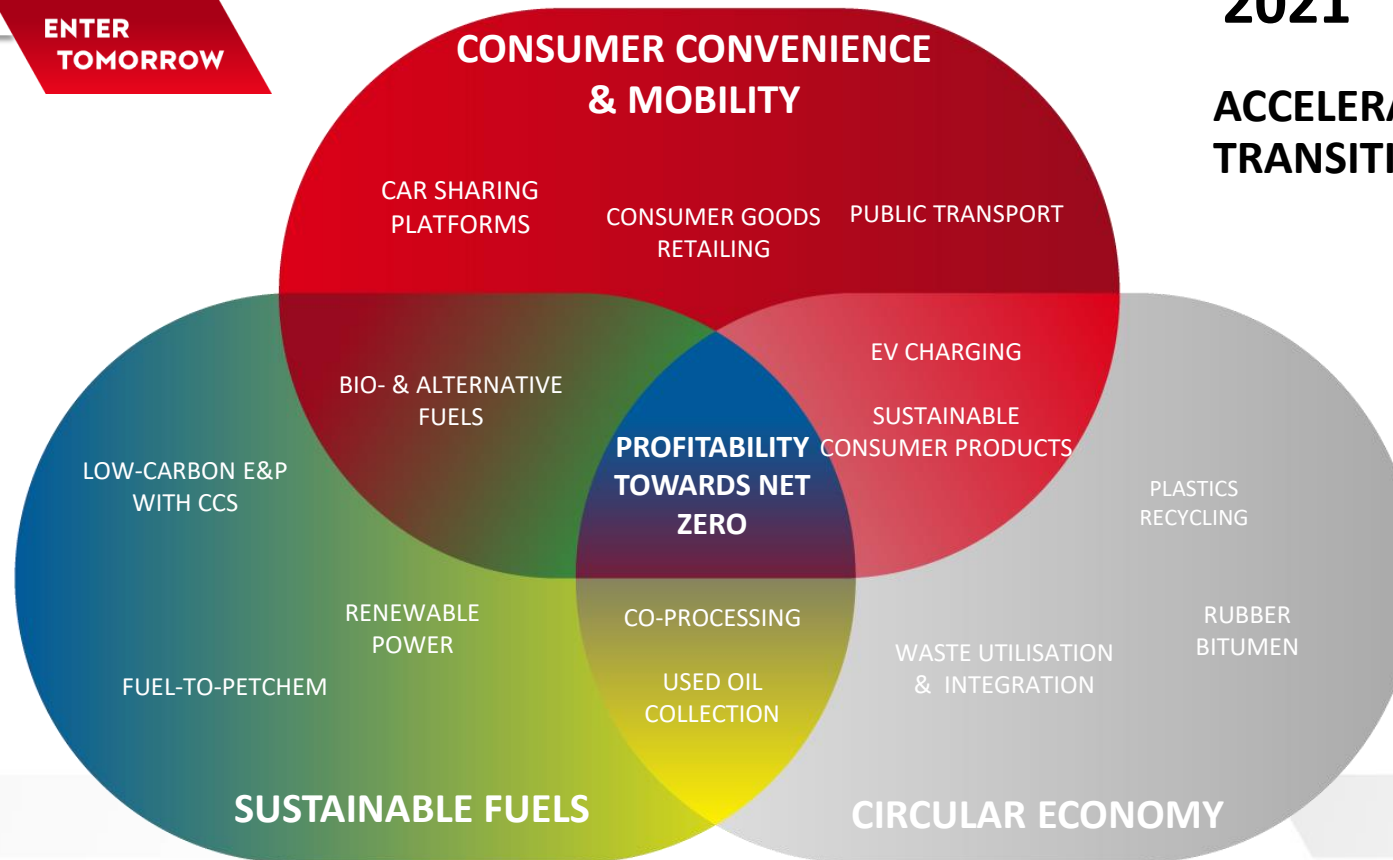 ENTER
TOMORROW
2021
CONSUMER CONVENIENCE
& MOBILITY
CAR SHARING
PLATFORMS
CONSUMER GOODS
RETAILING
PUBLIC TRANSPORT
EV CHARGING
BIO- & ALTERNATIVE
FUELS
SUSTAINABLE
CONSUMER PRODUCTS
PROFITABILITY
TOWARDS NET
ZERO
LOW-CARBON E&P
WITH CCS
PLASTICS
RECYCLING
RENEWABLE
POWER
CO-PROCESSING
RUBBER
BITUMEN
WASTE UTILISATION
& INTEGRATION
FUEL-TO-PETCHEM
USED OIL
COLLECTION
SUSTAINABLE FUELS
CIRCULAR ECONOMY